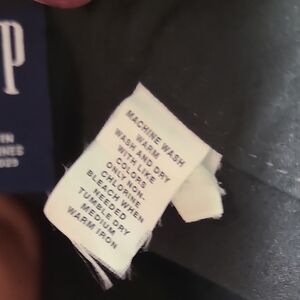 P
MACHINE WASH
WARM
WASH AND DRY
WITH LIKE
COLORS
ONLY NON-
CHLORINE
BLEACH WHEN
NEEDED
TUMBLE DRY
MEDIUM
WARM IRON